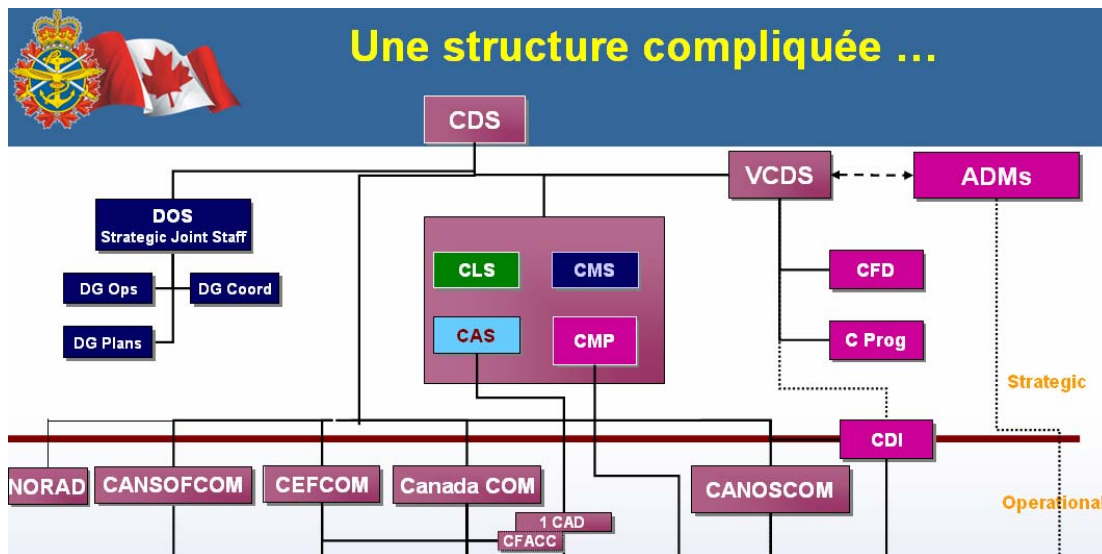 Une structure compliquée ...
CDS
VCDS
ADMs
DOS
Strategic Joint Staff
DG Ops
DG Coord
DG Plans
CLS
CMS
CAS
CMP
CFD
C Prog
Strategic
CDI
NORAD
CANSOFCOM
CEFCOM
Canada COM
CANOSCOM
Operational
1 CAD
CFACC